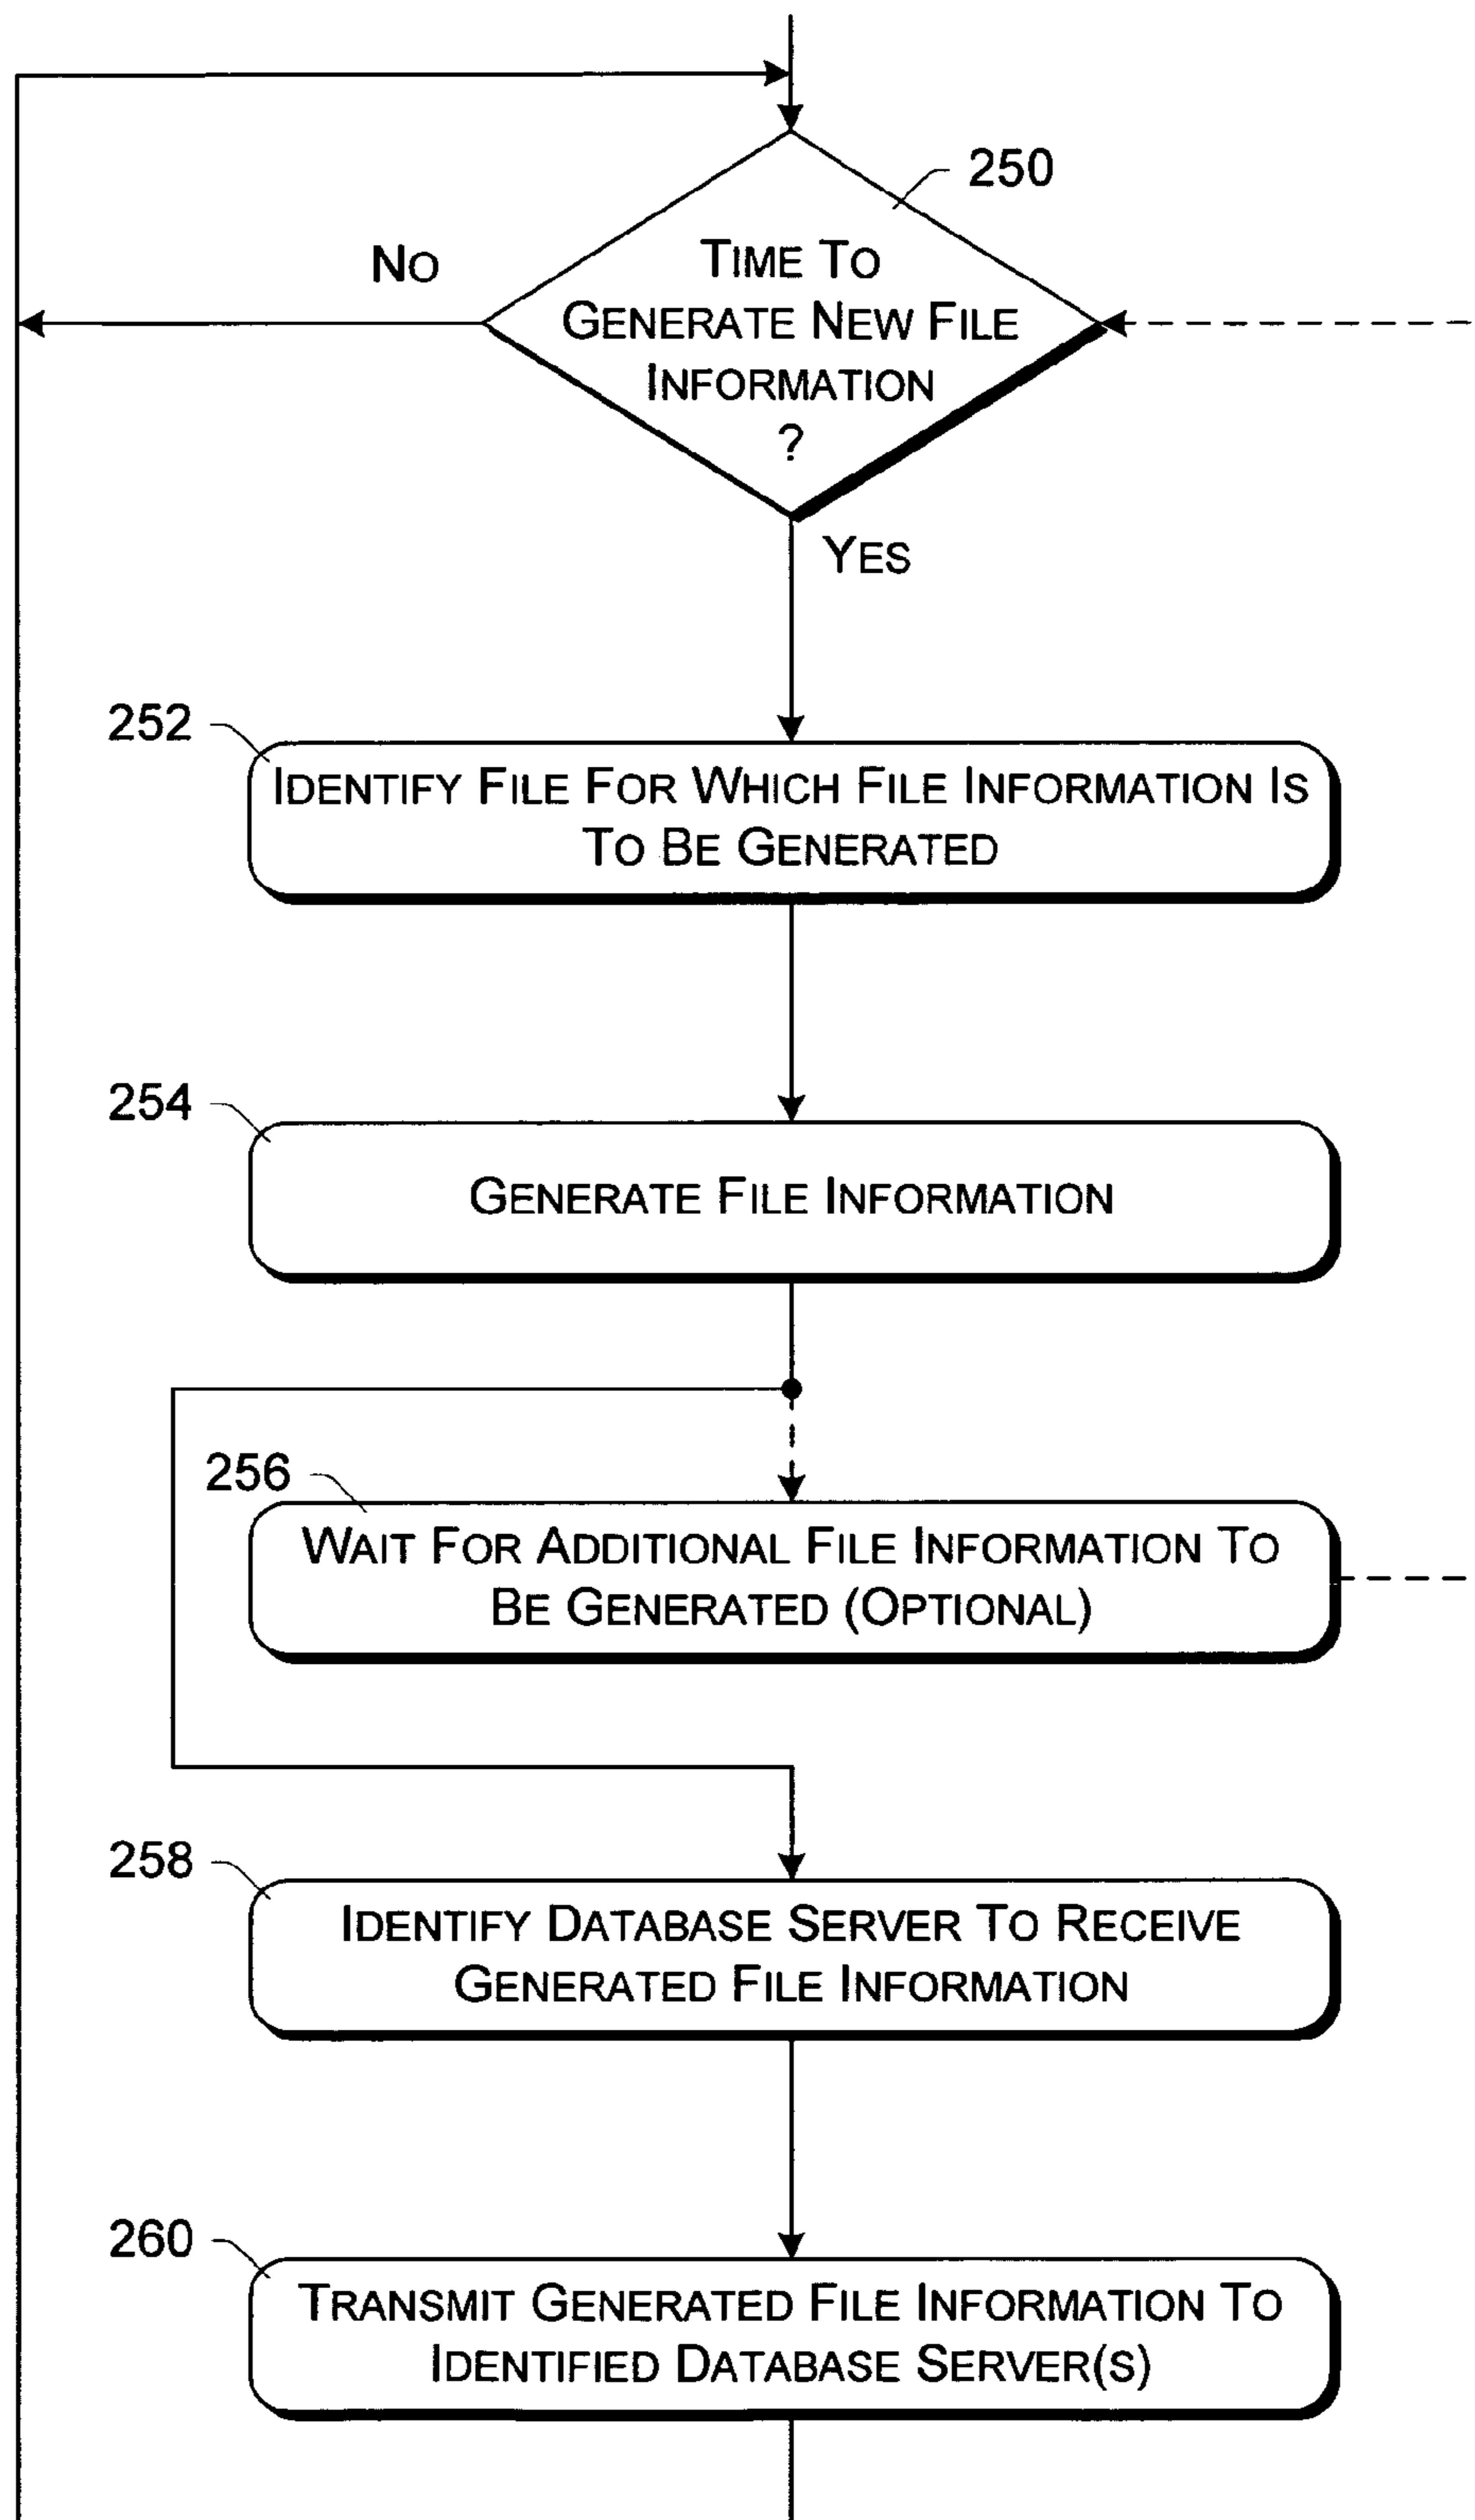 250
NO
TIME TO
GENERATE NEW FILE
INFORMATION
?
YES
252
IDENTIFY FILE FOR WHICH FILE INFORMATION IS
TO BE GENERATED
254
GENERATE FILE INFORMATION
256
WAIT FOR ADDITIONAL FILE INFORMATION TO
BE GENERATED (OPTIONAL)
258
IDENTIFY DATABASE SERVER TO RECEIVE
GENERATED FILE INFORMATION
260
TRANSMIT GENERATED FILE INFORMATION TO
IDENTIFIED DATABASE SERVER(S)